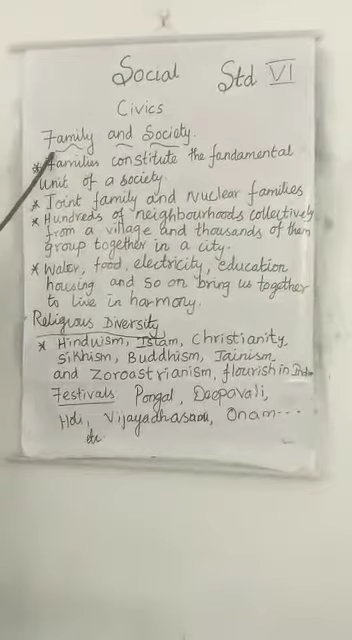 Social Std VI
Civics
Family and Society.
* Families constitute the fundamental
unit of a society.
* Joint family and Nuclear families
* Hundreds of neighbourhoods collectively
from a village and thousands of them
group together in a city.
* Water, food, electricity, education
housing and so on bring us together
to live in harmony.
Religious Diversity
* Hinduism, Islam, Christianity
Sikhism, Buddhism, Jainism
and Zoroastrianism, flourish in India
Festivals Pongal, Deepavali,
Holi, Vijayadhasami, Onam---
etc